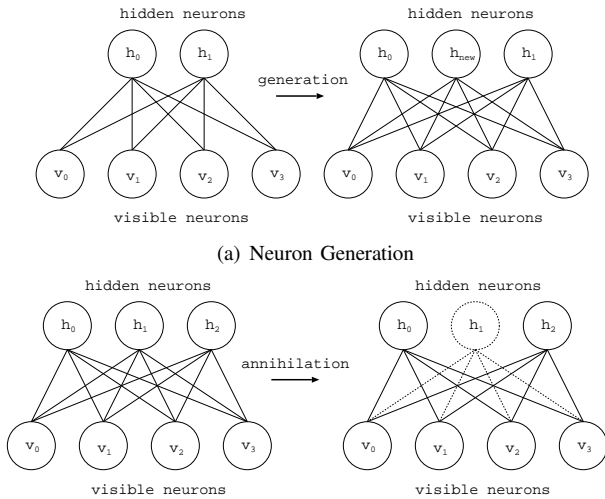 hidden neurons hidden neurons
h0 h1 h0 hnew h1
generation
v0 v1 v2 v3 v0 v1 v2 v3
visible neurons visible neurons
(a) Neuron Generation
hidden neurons hidden neurons
h0 h1 h2 h0 h1 h2
annihilation
v0 v1 v2 v3 v0 v1 v2 v3
visible neurons visible neurons